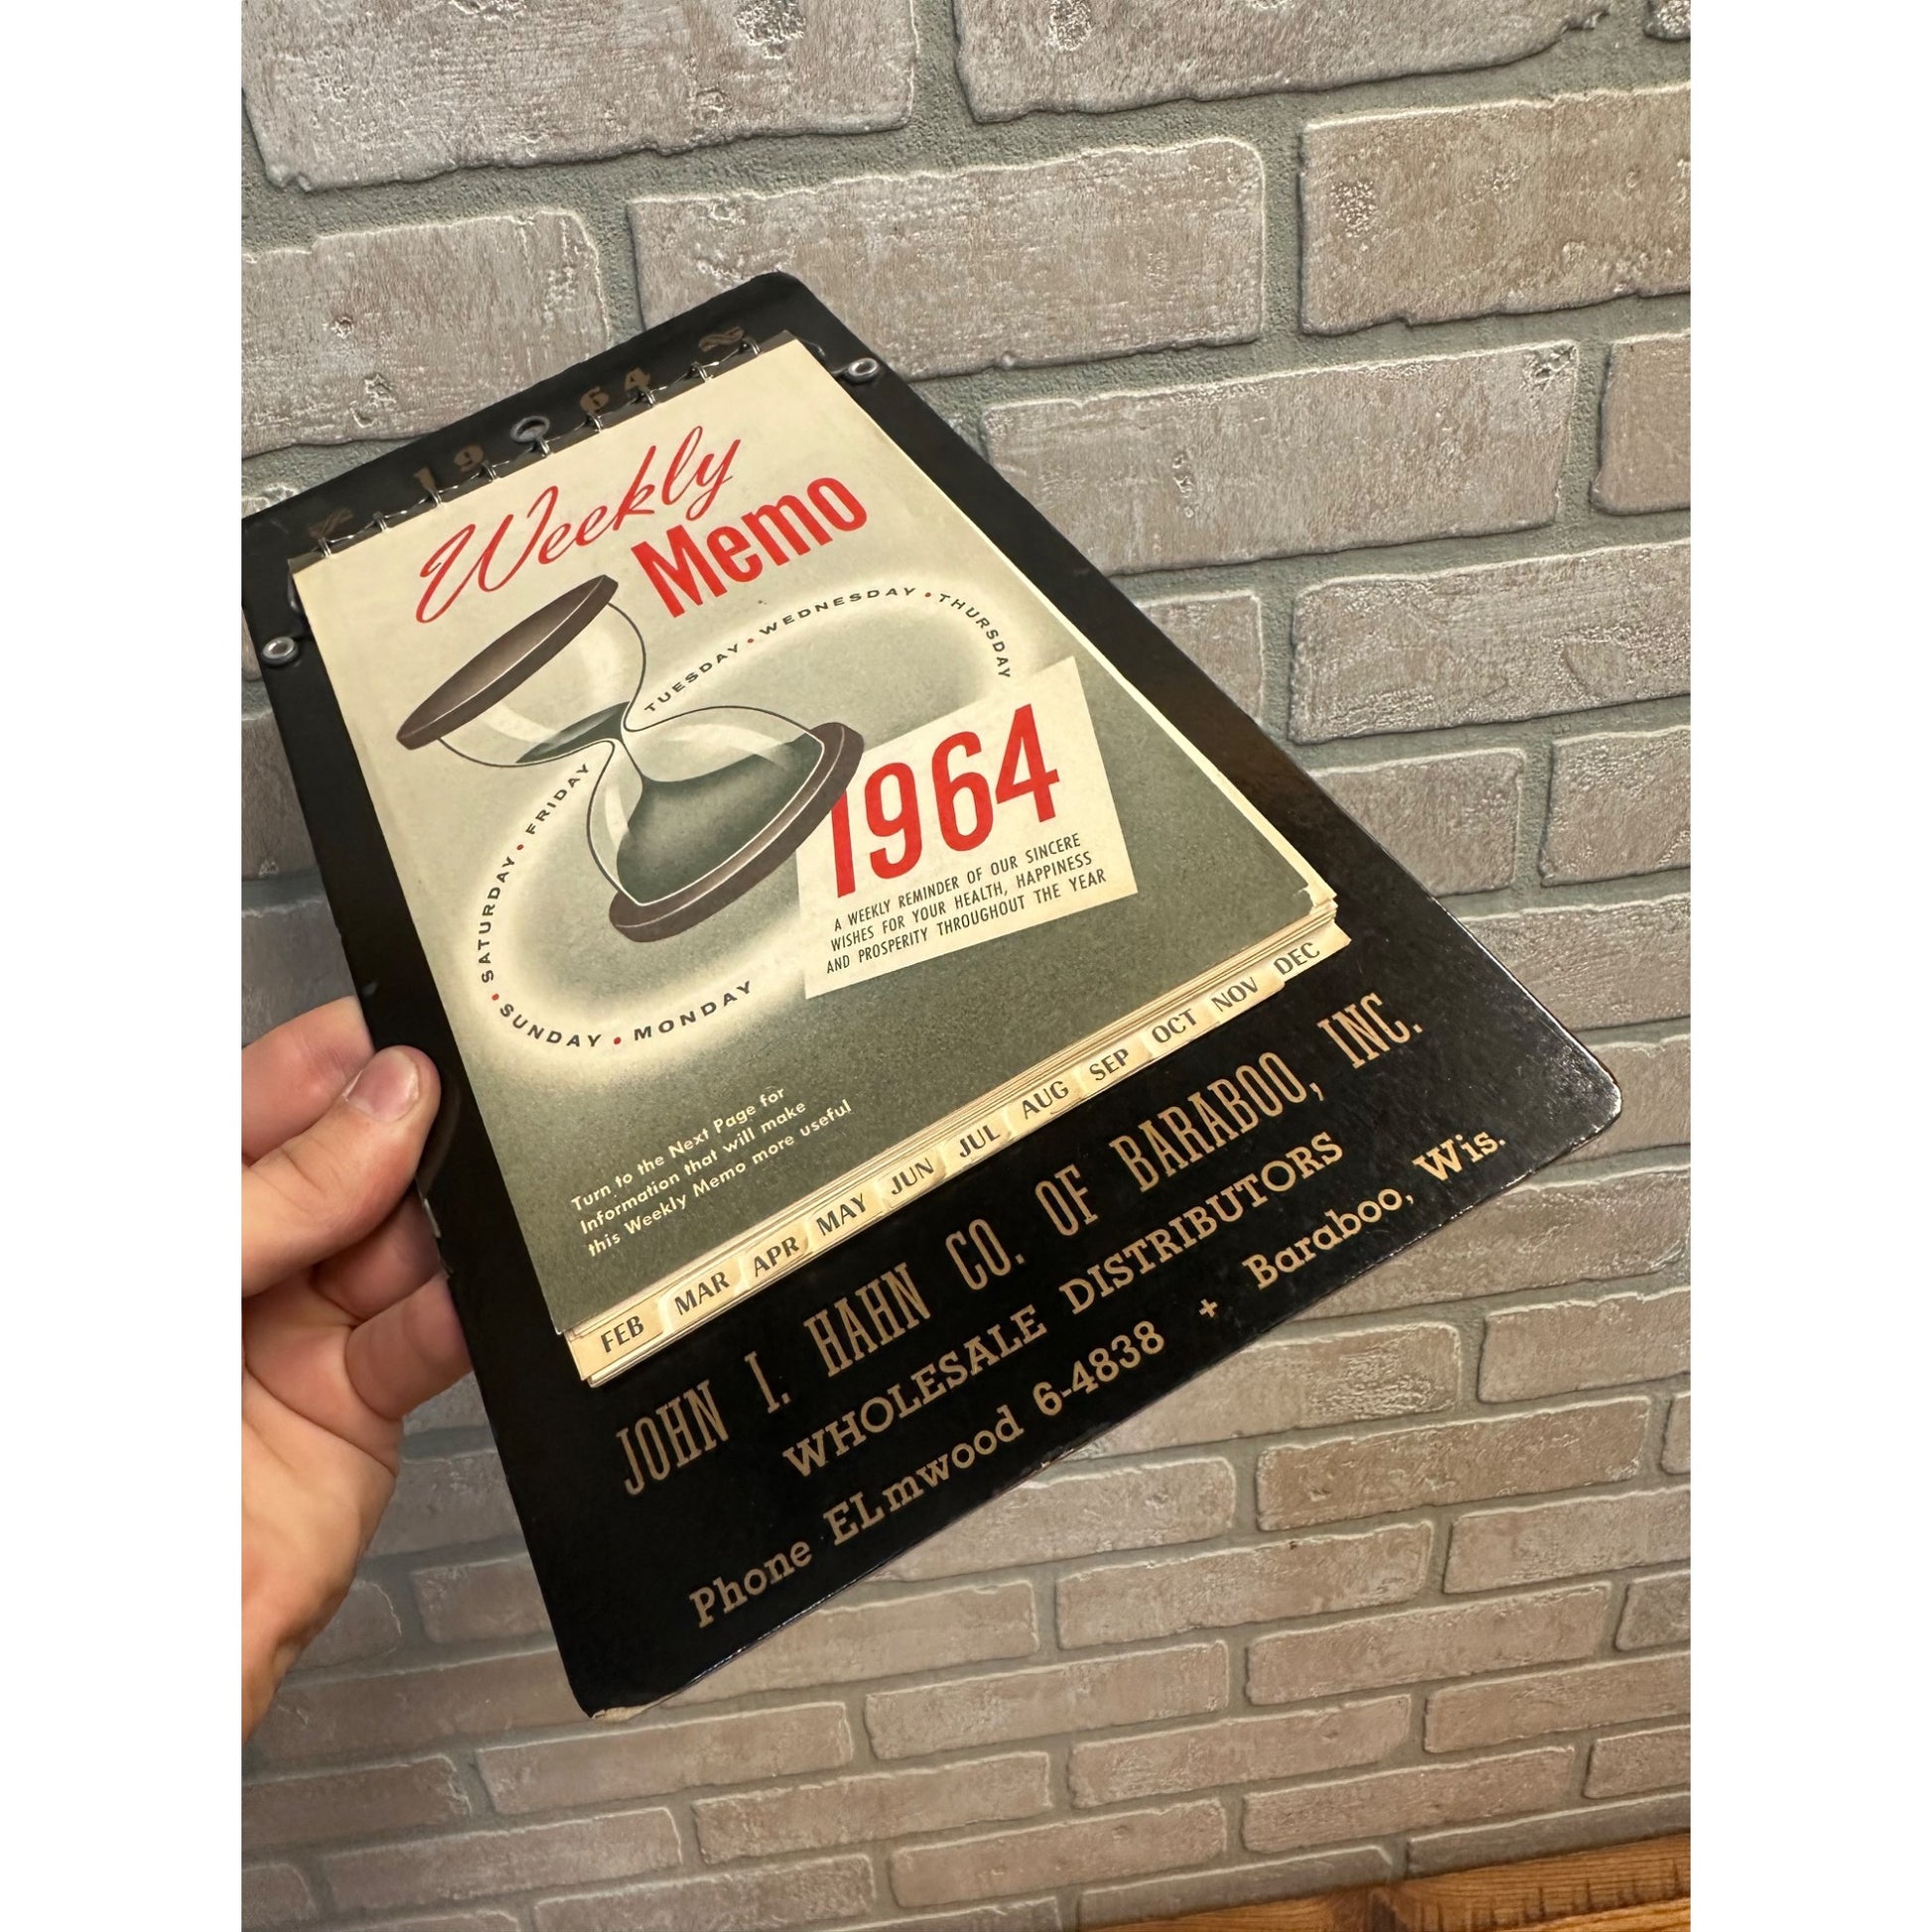 1964
Weekly
Memo
SUNDAY • MONDAY
TUESDAY • WEDNESDAY • THURSDAY
• SATURDAY • FRIDAY
1964
A WEEKLY REMINDER OF OUR SINCERE
WISHES FOR YOUR HEALTH, HAPPINESS
AND PROSPERITY THROUGHOUT THE YEAR
Turn to the Next Page for
Information that will make
this Weekly Memo more useful
FEB MAR APR MAY JUN JUL AUG SEP OCT NOV DEC
JOHN I. HAHN CO. OF BARABOO, INC.
WHOLESALE DISTRIBUTORS
Phone ELmwood 6-4838 + Baraboo, Wis.